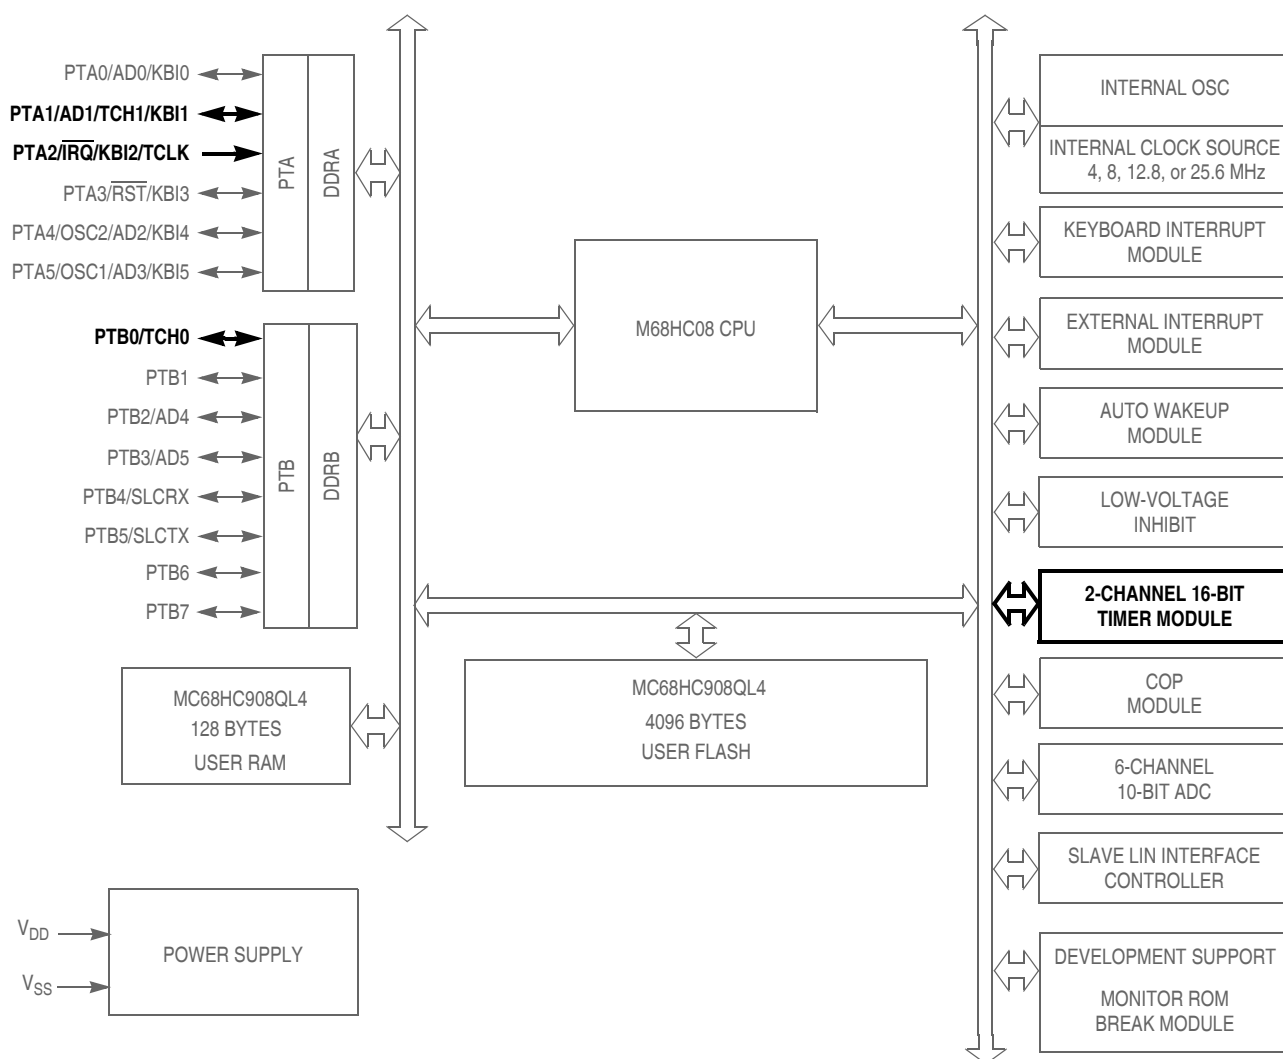 PTA0/AD0/KBI0
PTA1/AD1/TCH1/KBI1
PTA2/IRQ/KBI2/TCLK
PTA3/RST/KBI3
PTA4/OSC2/AD2/KBI4
PTA5/OSC1/AD3/KBI5
PTA
DDRA
PTB0/TCH0
PTB1
PTB2/AD4
PTB3/AD5
PTB4/SLCRX
PTB5/SLCTX
PTB6
PTB7
PTB
DDRB
M68HC08 CPU
MC68HC908QL4
128 BYTES
USER RAM
MC68HC908QL4
4096 BYTES
USER FLASH
VDD
VSS
POWER SUPPLY
INTERNAL OSC
INTERNAL CLOCK SOURCE
4, 8, 12.8, or 25.6 MHz
KEYBOARD INTERRUPT
MODULE
EXTERNAL INTERRUPT
MODULE
AUTO WAKEUP
MODULE
LOW-VOLTAGE
INHIBIT
2-CHANNEL 16-BIT
TIMER MODULE
COP
MODULE
6-CHANNEL
10-BIT ADC
SLAVE LIN INTERFACE
CONTROLLER
DEVELOPMENT SUPPORT
MONITOR ROM
BREAK MODULE